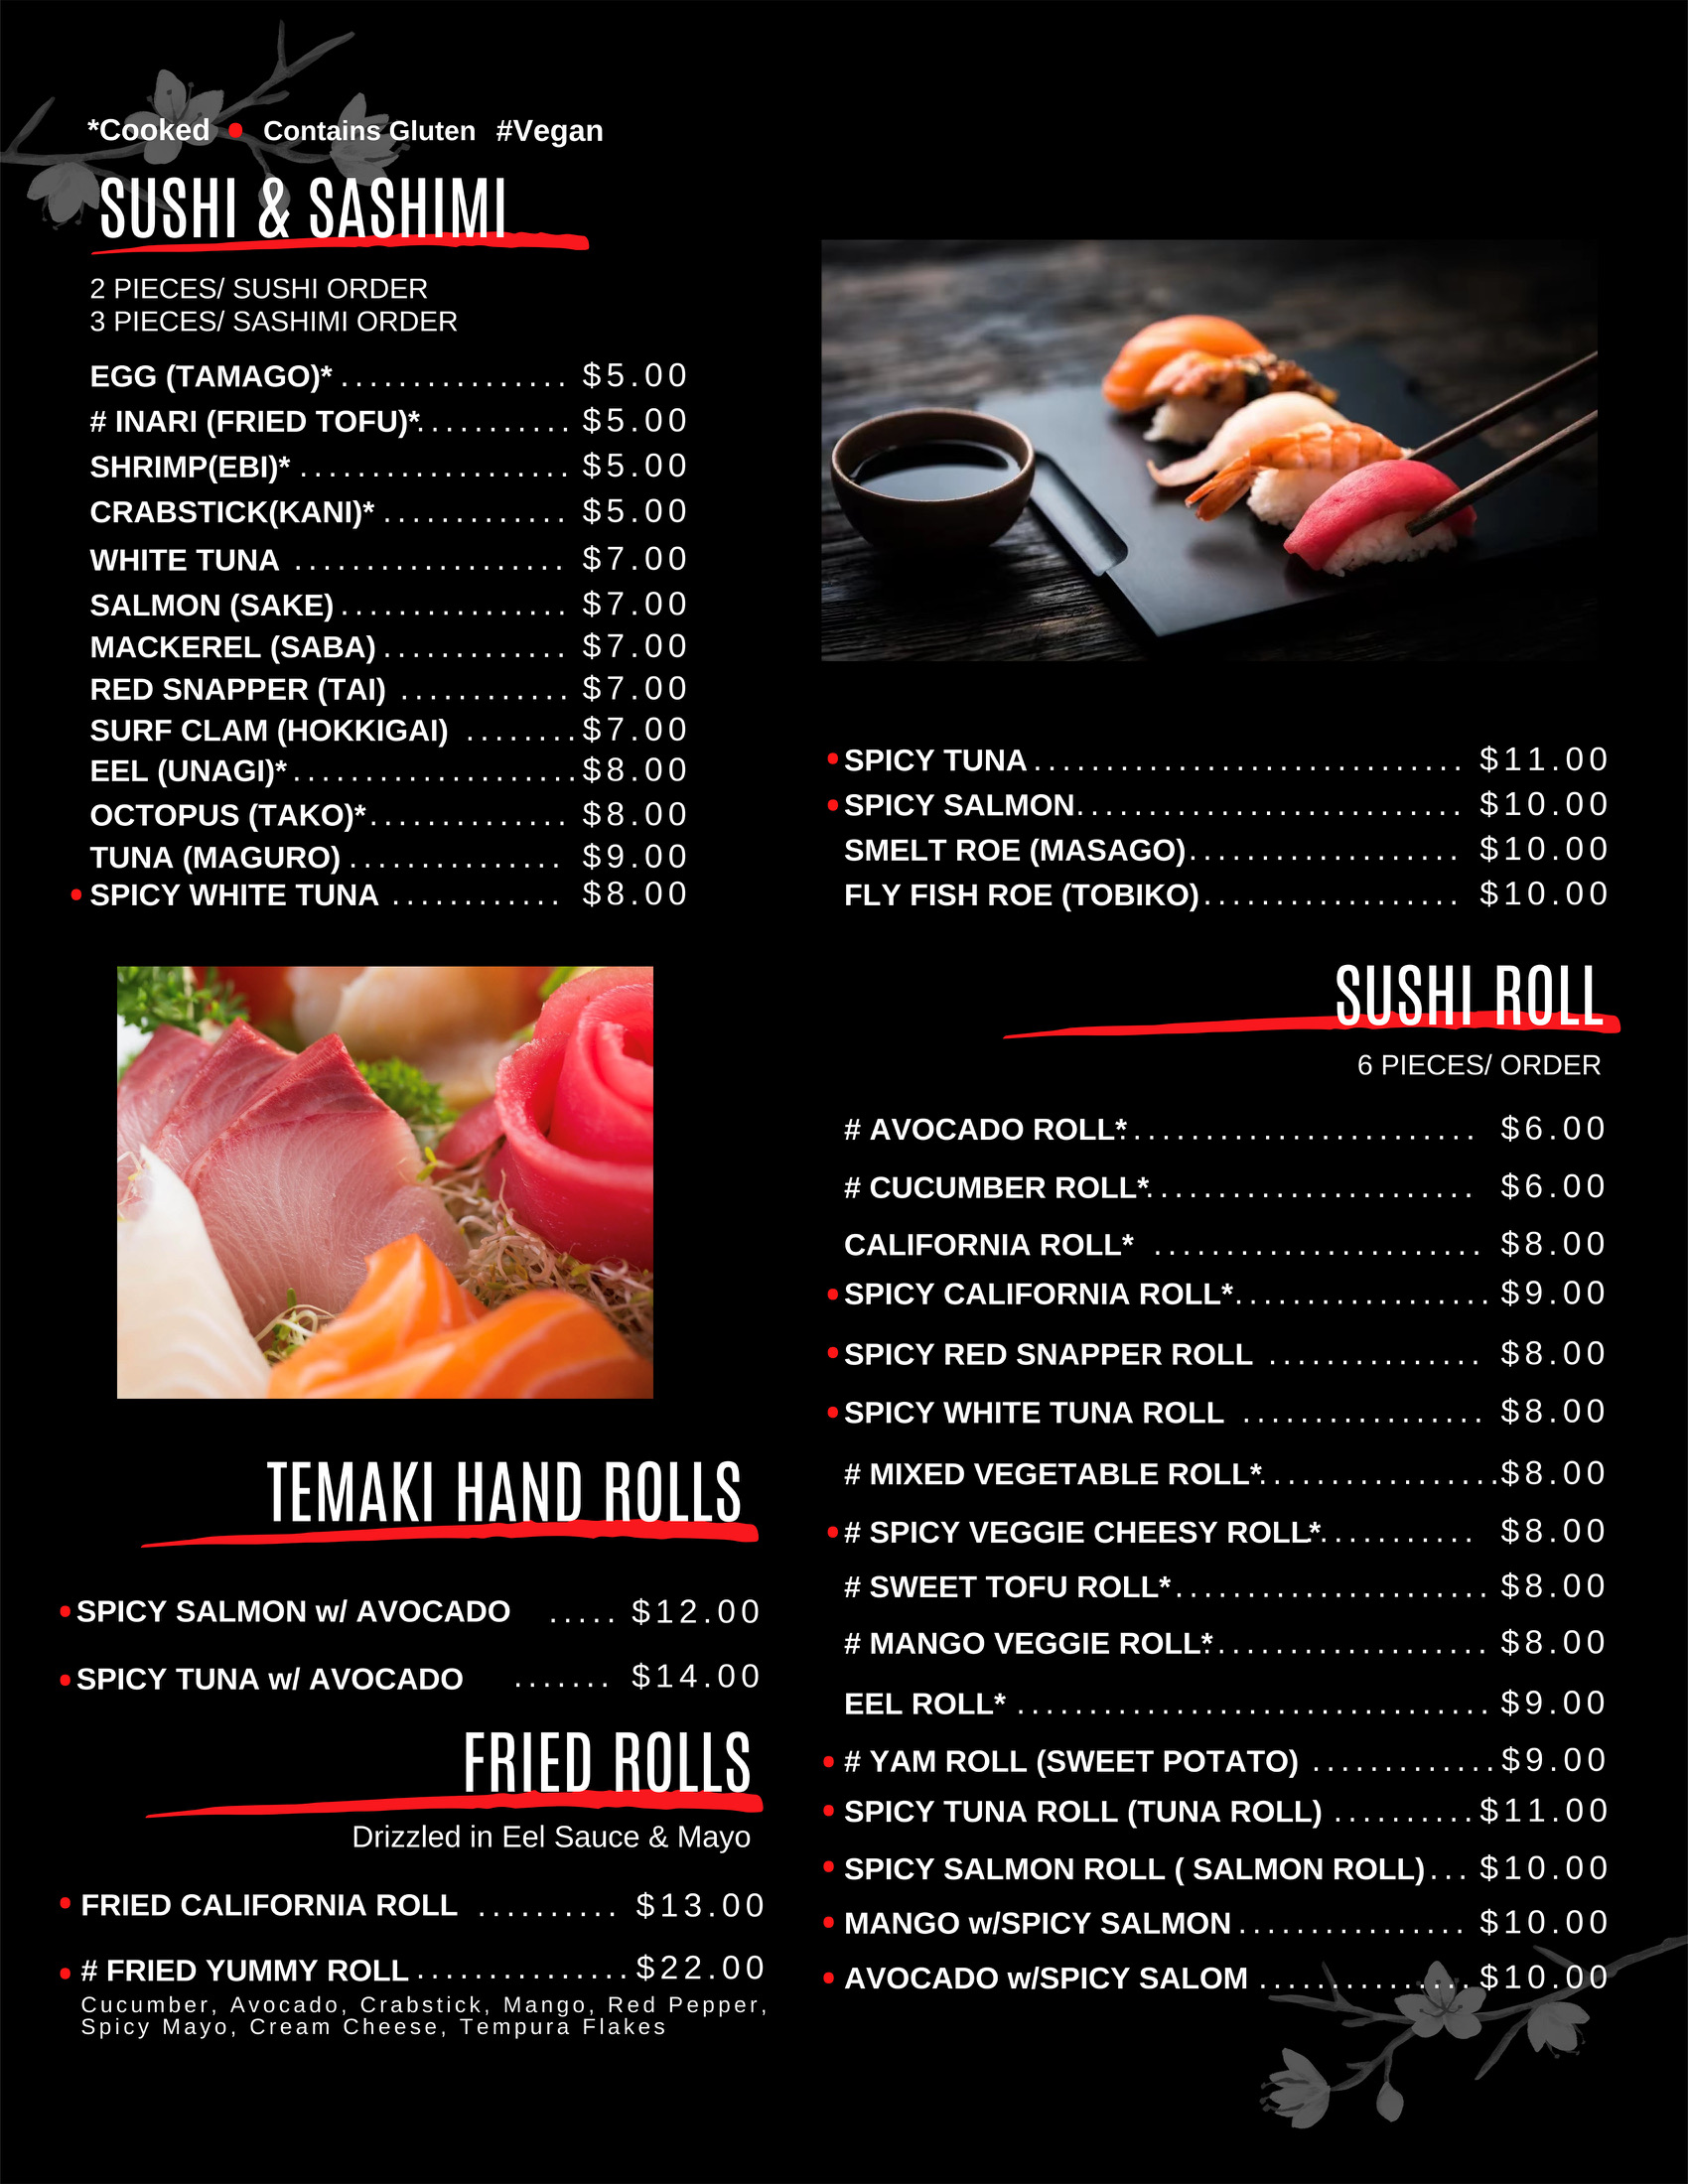 *Cooked • Contains Gluten #Vegan
SUSHI & SASHIMI
2 PIECES/ SUSHI ORDER
3 PIECES/ SASHIMI ORDER
EGG (TAMAGO)* ................ $5.00
# INARI (FRIED TOFU)*........... $5.00
SHRIMP(EBI)* ................... $5.00
CRABSTICK(KANI)* ............. $5.00
WHITE TUNA ................... $7.00
SALMON (SAKE) ................ $7.00
MACKEREL (SABA) ............. $7.00
RED SNAPPER (TAI) ............ $7.00
SURF CLAM (HOKKIGAI) ........ $7.00
EEL (UNAGI)* .................... $8.00
OCTOPUS (TAKO)*.............. $8.00
TUNA (MAGURO) ............... $9.00
• SPICY WHITE TUNA ............ $8.00
TEMAKI HAND ROLLS
• SPICY SALMON w/ AVOCADO ..... $12.00
• SPICY TUNA w/ AVOCADO ....... $14.00
FRIED ROLLS
Drizzled in Eel Sauce & Mayo
• FRIED CALIFORNIA ROLL .......... $13.00
• # FRIED YUMMY ROLL ............... $22.00
Cucumber, Avocado, Crabstick, Mango, Red Pepper,
Spicy Mayo, Cream Cheese, Tempura Flakes
• SPICY TUNA .............................. $11.00
• SPICY SALMON........................... $10.00
SMELT ROE (MASAGO)................... $10.00
FLY FISH ROE (TOBIKO).................. $10.00
SUSHI ROLL
6 PIECES/ ORDER
# AVOCADO ROLL*......................... $6.00
# CUCUMBER ROLL*....................... $6.00
CALIFORNIA ROLL* ....................... $8.00
• SPICY CALIFORNIA ROLL*.................. $9.00
• SPICY RED SNAPPER ROLL ............... $8.00
• SPICY WHITE TUNA ROLL ................. $8.00
# MIXED VEGETABLE ROLL*................. $8.00
• # SPICY VEGGIE CHEESY ROLL*........... $8.00
# SWEET TOFU ROLL*...................... $8.00
# MANGO VEGGIE ROLL*................... $8.00
EEL ROLL* ................................. $9.00
• # YAM ROLL (SWEET POTATO) ............. $9.00
• SPICY TUNA ROLL (TUNA ROLL) .......... $11.00
• SPICY SALMON ROLL ( SALMON ROLL)... $10.00
• MANGO w/SPICY SALMON ................ $10.00
• AVOCADO w/SPICY SALOM ............... $10.00